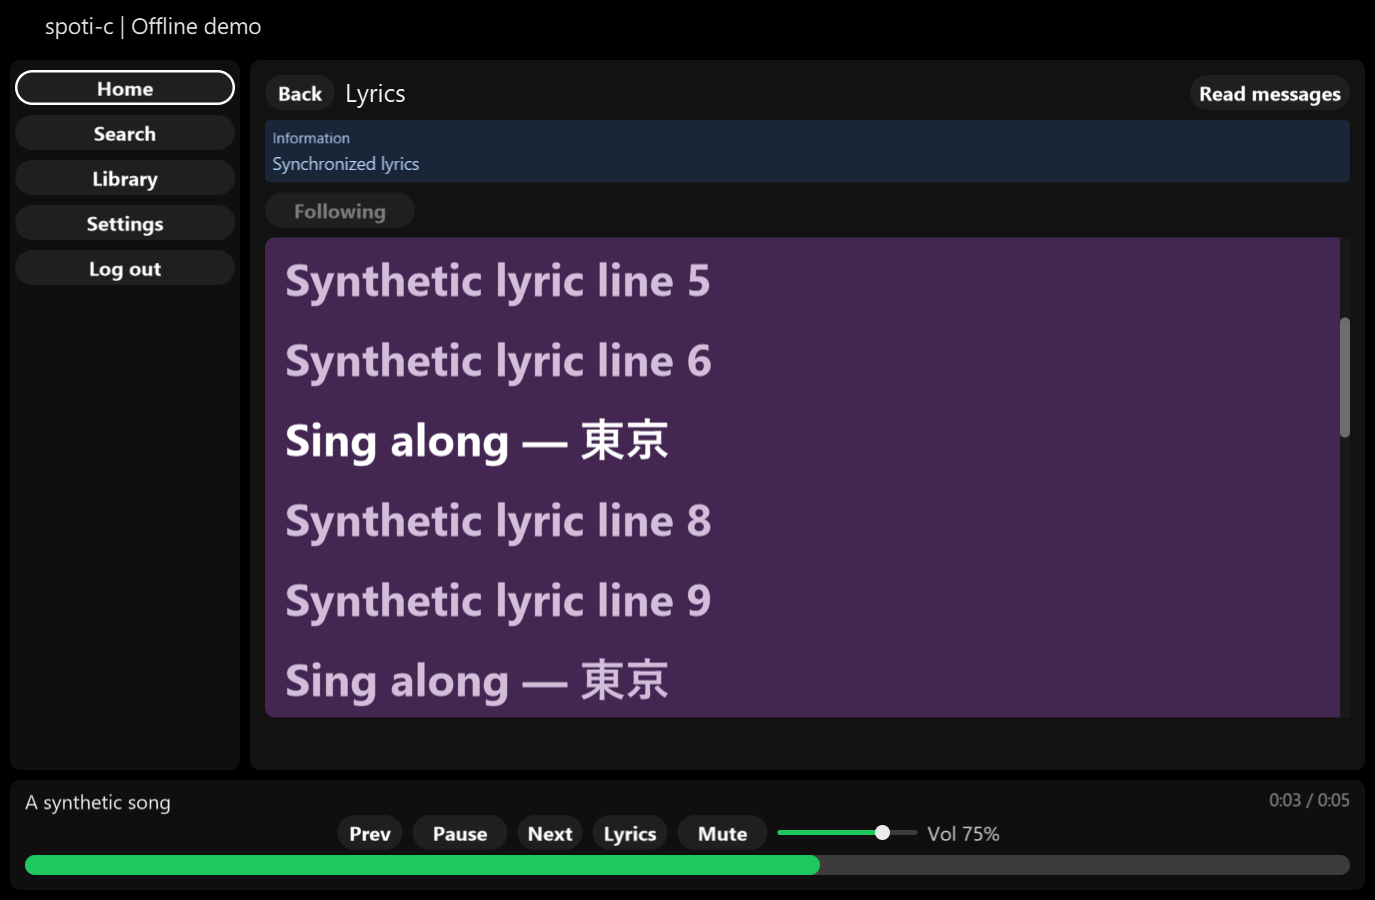 spoti-c | Offline demo
Home
Search
Library
Settings
Log out
Back
Lyrics
Read messages
Information
Synchronized lyrics
Following
Synthetic lyric line 5
Synthetic lyric line 6
Sing along — 東京
Synthetic lyric line 8
Synthetic lyric line 9
Sing along — 東京
A synthetic song
0:03 / 0:05
Prev
Pause
Next
Lyrics
Mute
Vol 75%